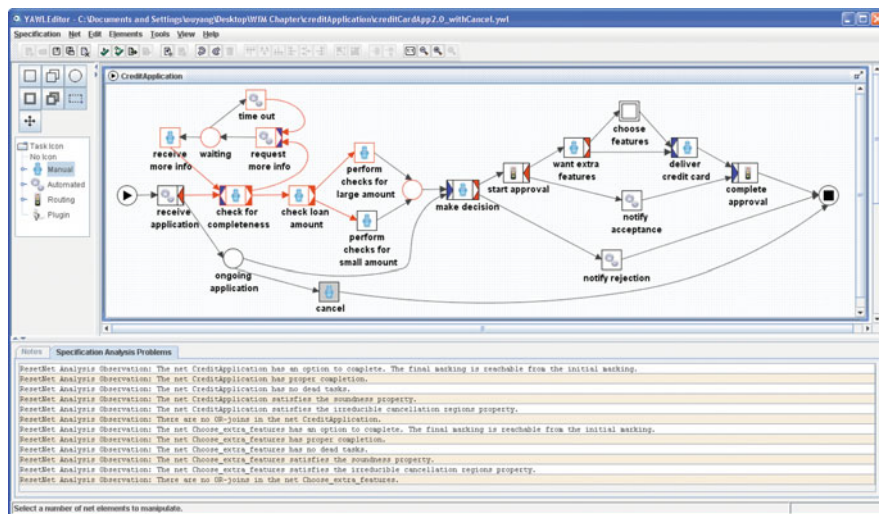 YAWLEditor - C:\Documents and Settings\ouyang\Desktop\WIM Chapter\creditApplication\creditCardApp2.0_withCancel.ywl
Specification Net Edit Elements Tools View Help
CreditApplication
Task Icon
No Icon
Manual
Automated
Routing
Plugin
time out
receive
more info
waiting
request
more info
perform
checks for
large amount
choose
features
want extra
features
deliver
credit card
start approval
complete
approval
receive
application
check for
completeness
check loan
amount
make decision
perform
checks for
small amount
notify
acceptance
notify rejection
ongoing
application
cancel
Notes Specification Analysis Problems
ResetNet Analysis Observation: The net CreditApplication has an option to complete. The final marking is reachable from the initial marking.
ResetNet Analysis Observation: The net CreditApplication has proper completion.
ResetNet Analysis Observation: The net CreditApplication has no dead tasks.
ResetNet Analysis Observation: The net CreditApplication satisfies the soundness property.
ResetNet Analysis Observation: The net CreditApplication satisfies the irreducible cancellation regions property.
ResetNet Analysis Observation: There are no OR-joins in the net CreditApplication.
ResetNet Analysis Observation: The net Choose_extra_features has an option to complete. The final marking is reachable from the initial marking.
ResetNet Analysis Observation: The net Choose_extra_features has proper completion.
ResetNet Analysis Observation: The net Choose_extra_features has no dead tasks.
ResetNet Analysis Observation: The net Choose_extra_features satisfies the soundness property.
ResetNet Analysis Observation: The net Choose_extra_features satisfies the irreducible cancellation regions property.
ResetNet Analysis Observation: There are no OR-joins in the net Choose_extra_features.
Select a number of net elements to manipulate.